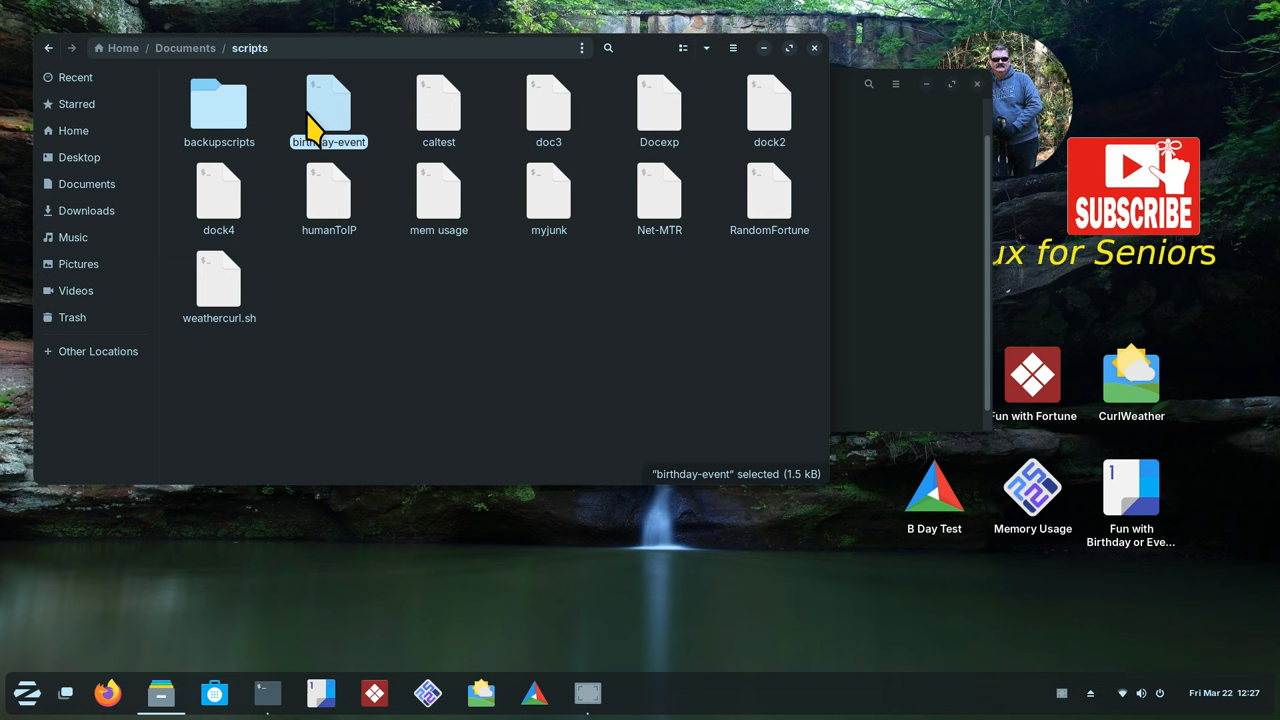 Home / Documents / scripts
Recent
Starred
Home
Desktop
Documents
Downloads
Music
Pictures
Videos
Trash
Other Locations
backupscripts
birthday-event
caltest
doc3
Docexp
dock2
dock4
humanToIP
mem usage
myjunk
Net-MTR
RandomFortune
weathercurl.sh
"birthday-event" selected (1.5 kB)
SUBSCRIBE
ux for Seniors
Fun with Fortune
CurlWeather
B Day Test
Memory Usage
1
Fun with
Birthday or Eve...
1
Fri Mar 22 12:27